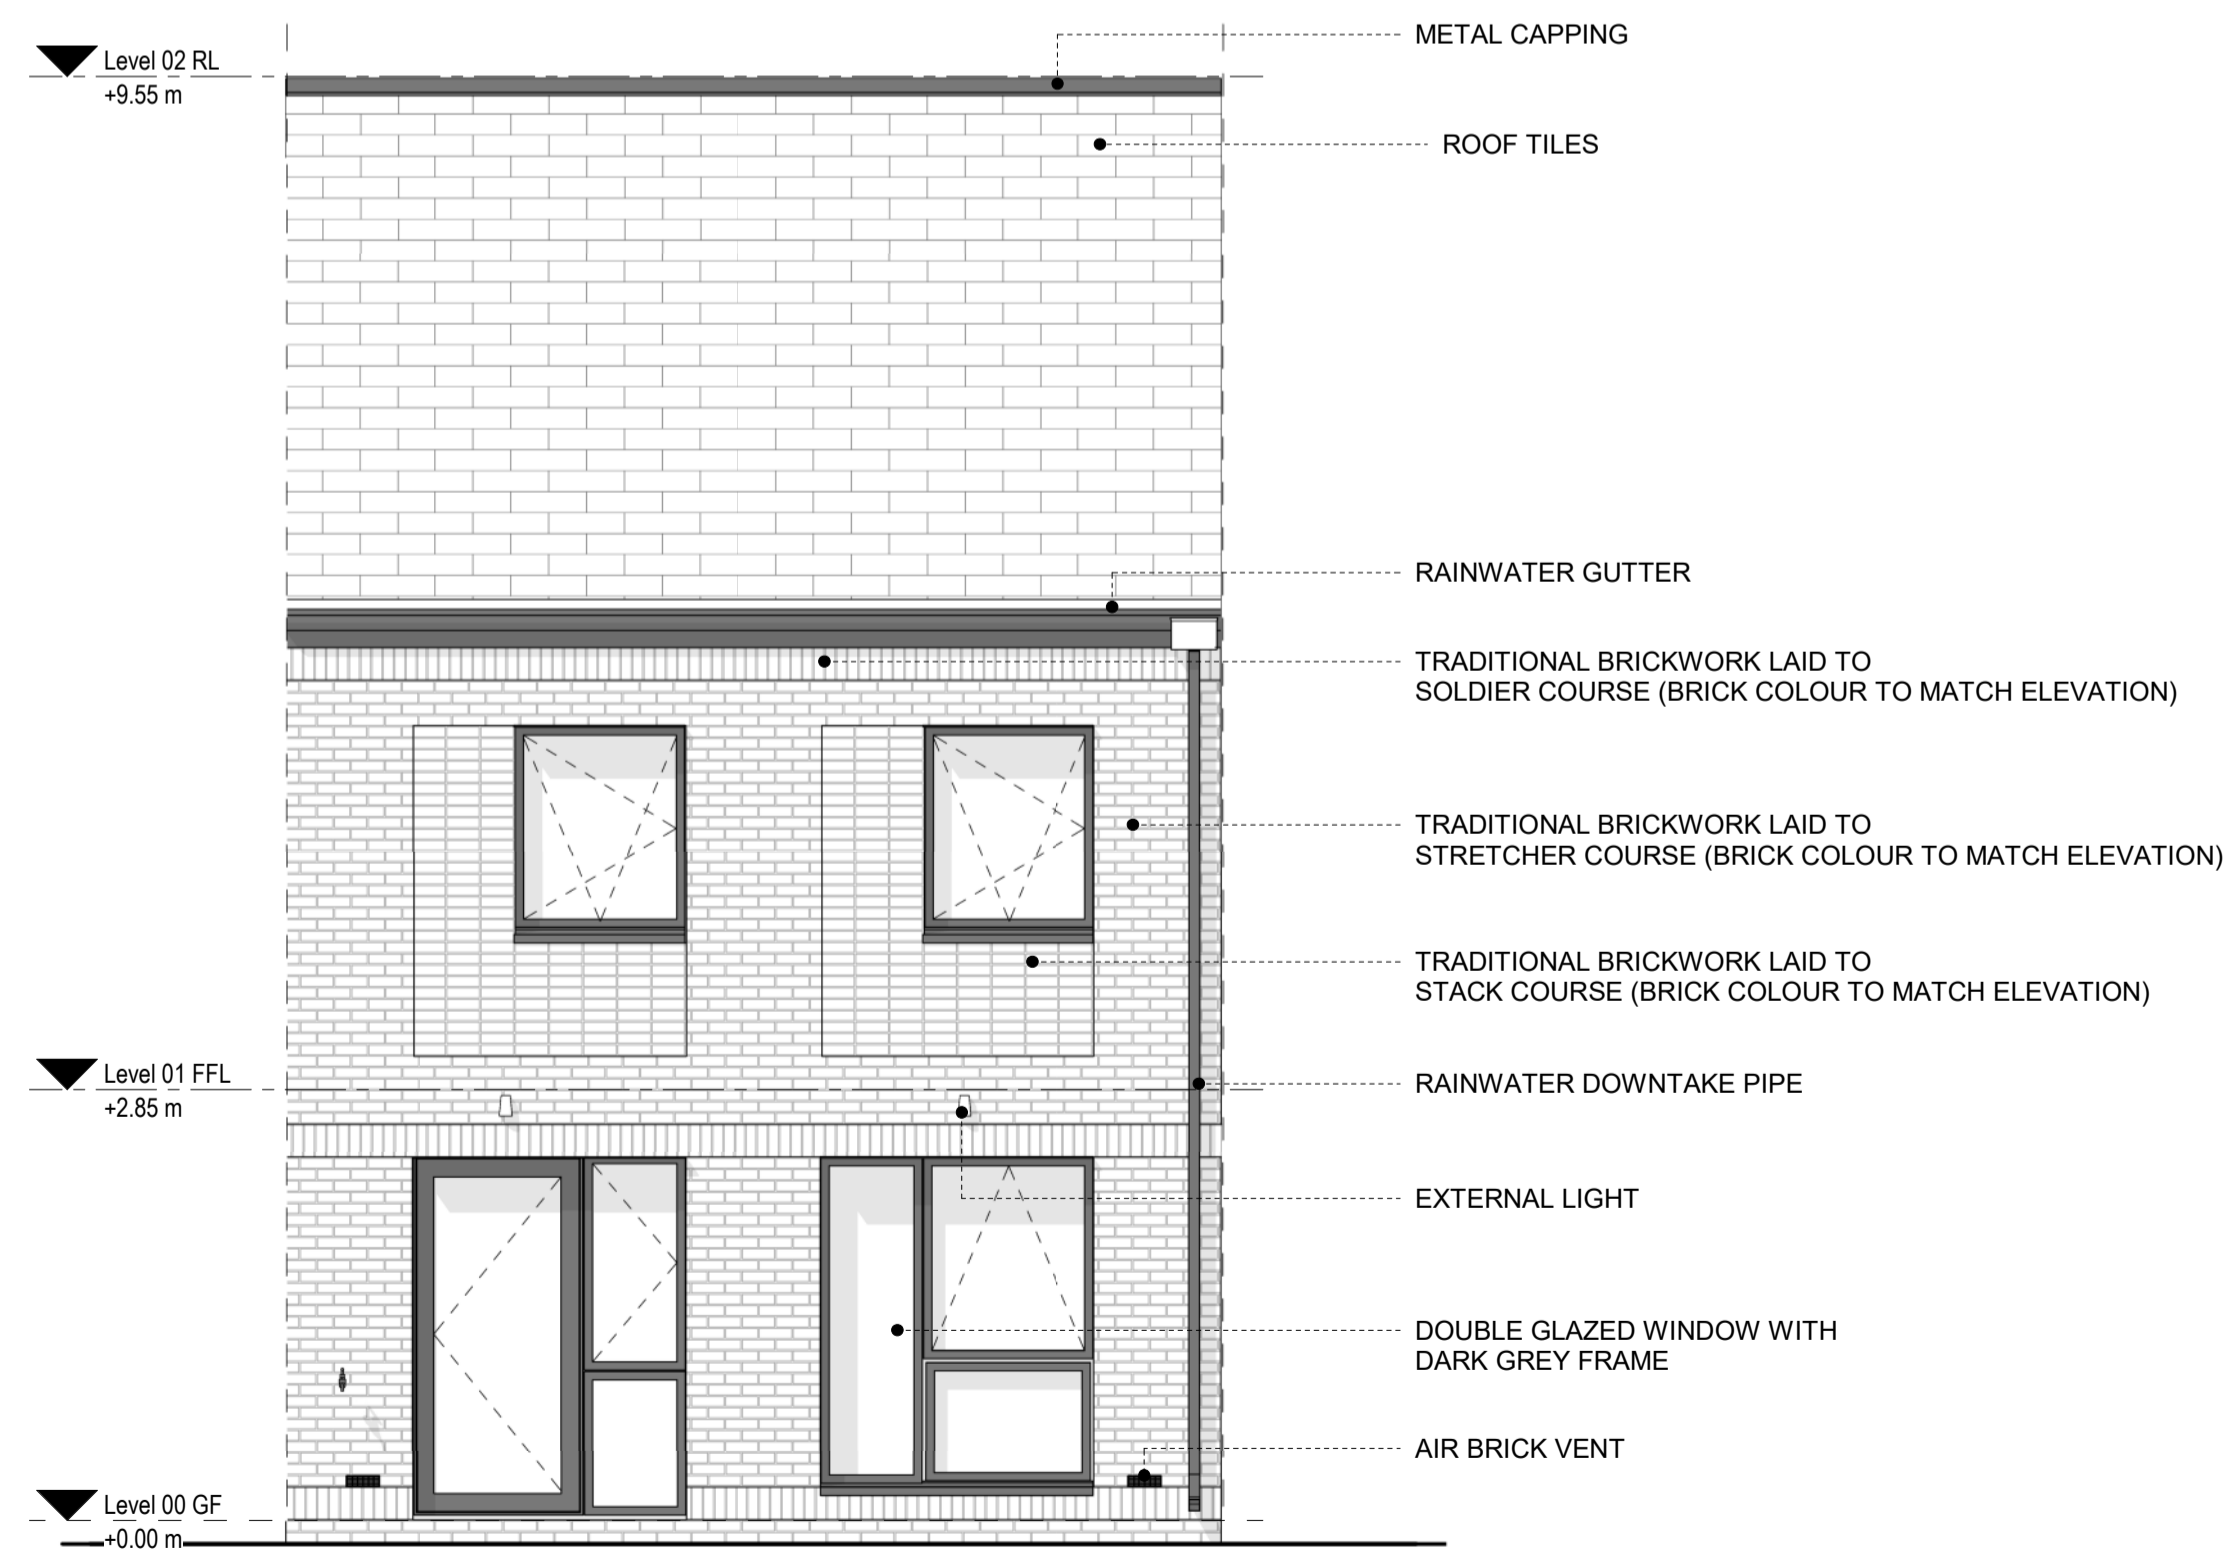 METAL CAPPING
Level 02 RL
+9.55 m
ROOF TILES
RAINWATER GUTTER
TRADITIONAL BRICKWORK LAID TO
SOLDIER COURSE (BRICK COLOUR TO MATCH ELEVATION)
TRADITIONAL BRICKWORK LAID TO
STRETCHER COURSE (BRICK COLOUR TO MATCH ELEVATION)
TRADITIONAL BRICKWORK LAID TO
STACK COURSE (BRICK COLOUR TO MATCH ELEVATION)
Level 01 FFL
+2.85 m
RAINWATER DOWNTAKE PIPE
EXTERNAL LIGHT
DOUBLE GLAZED WINDOW WITH
DARK GREY FRAME
AIR BRICK VENT
Level 00 GF
+0.00 m